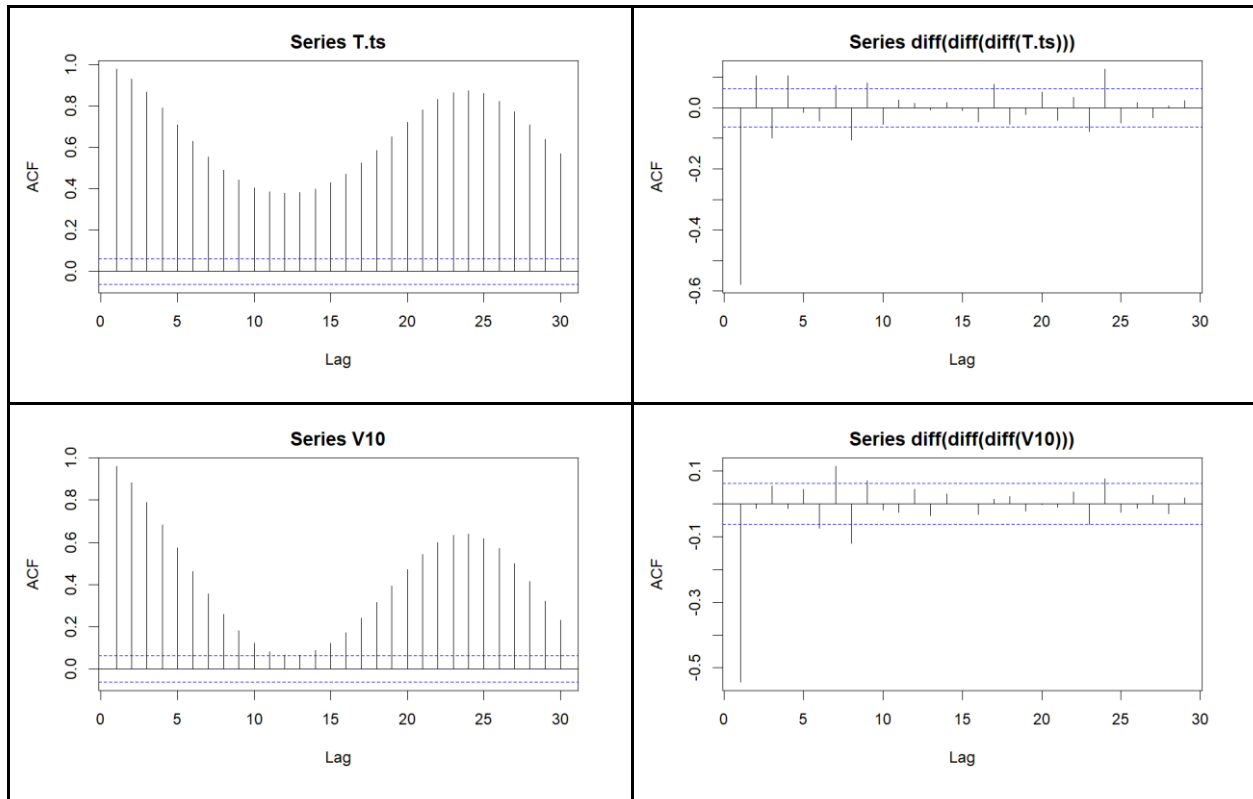 Series T.ts
ACF
0.0 0.2 0.4 0.6 0.8 1.0
0 5 10 15 20 25 30
Lag
Series diff(diff(diff(T.ts)))
ACF
-0.6 -0.4 -0.2 0.0
0 5 10 15 20 25 30
Lag
Series V10
ACF
0.0 0.2 0.4 0.6 0.8 1.0
0 5 10 15 20 25 30
Lag
Series diff(diff(diff(V10)))
ACF
-0.5 -0.3 -0.1 0.1
0 5 10 15 20 25 30
Lag